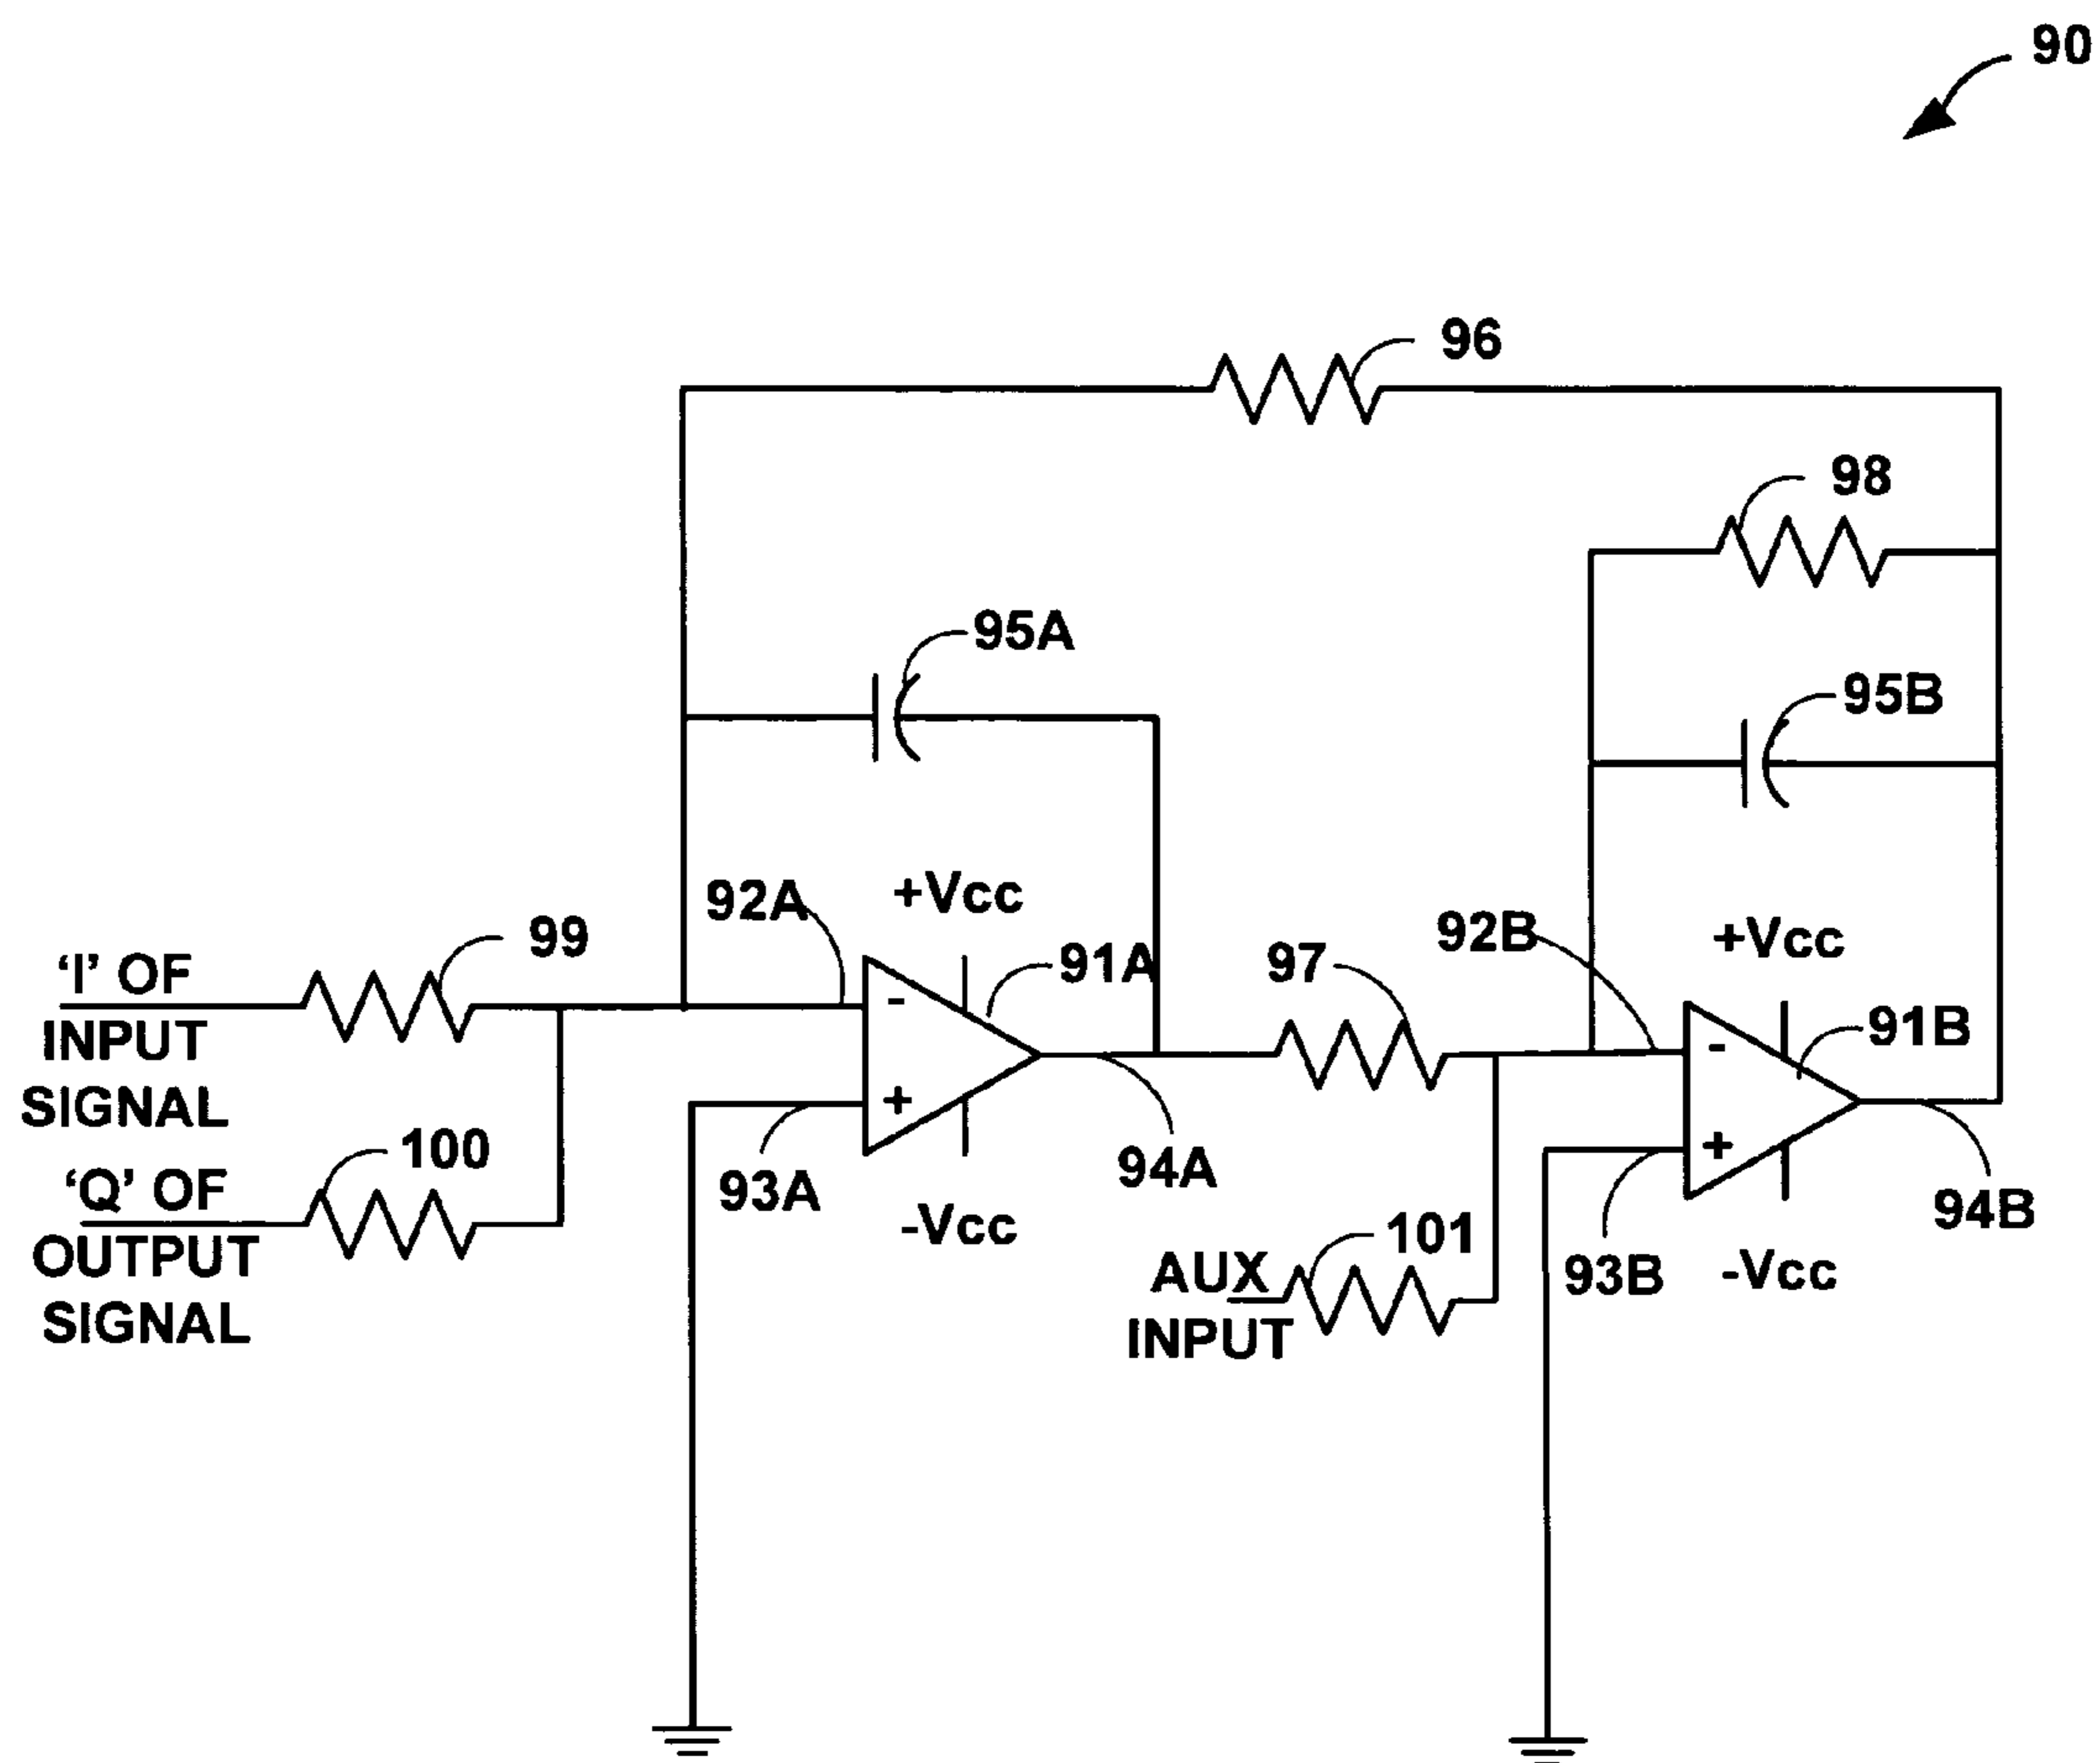 90
96
98
95A
95B
+Vcc
92A
99
91A
97
92B
+Vcc
91B
‘I’ OF
INPUT
SIGNAL
-
+
-
+
100
‘Q’ OF
OUTPUT
SIGNAL
93A
-Vcc
94A
101
AUX
INPUT
93B
-Vcc
94B